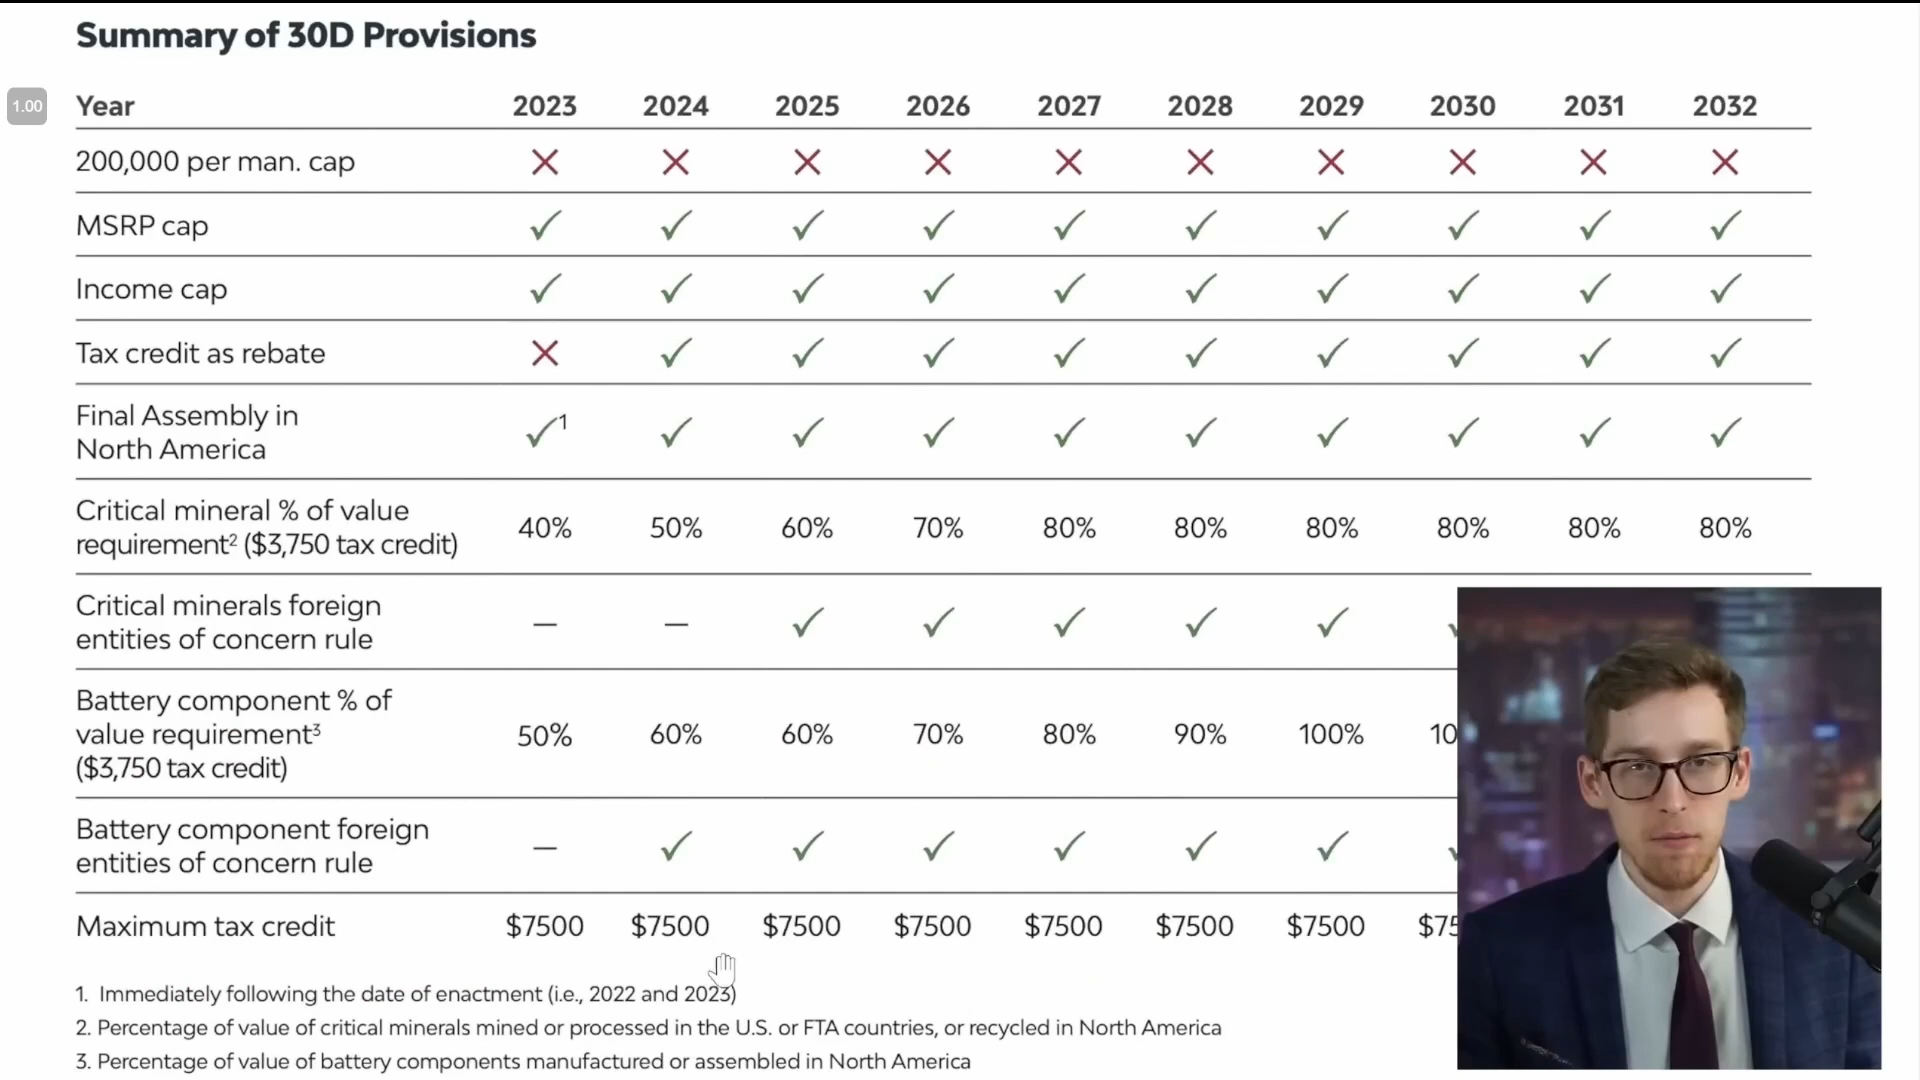 Summary of 30D Provisions
1.00
Year 2023 2024 2025 2026 2027 2028 2029 2030 2031 2032
200,000 per man. cap
MSRP cap
Income cap
Tax credit as rebate
Final Assembly in
North America ✓1
Critical mineral % of value
requirement2 ($3,750 tax credit) 40% 50% 60% 70% 80% 80% 80% 80% 80% 80%
Critical minerals foreign
entities of concern rule — —
Battery component % of
value requirement3 50% 60% 60% 70% 80% 90% 100% 10
($3,750 tax credit)
Battery component foreign
entities of concern rule —
Maximum tax credit $7500 $7500 $7500 $7500 $7500 $7500 $7500 $75
1. Immediately following the date of enactment (i.e., 2022 and 2023)
2. Percentage of value of critical minerals mined or processed in the U.S. or FTA countries, or recycled in North America
3. Percentage of value of battery components manufactured or assembled in North America